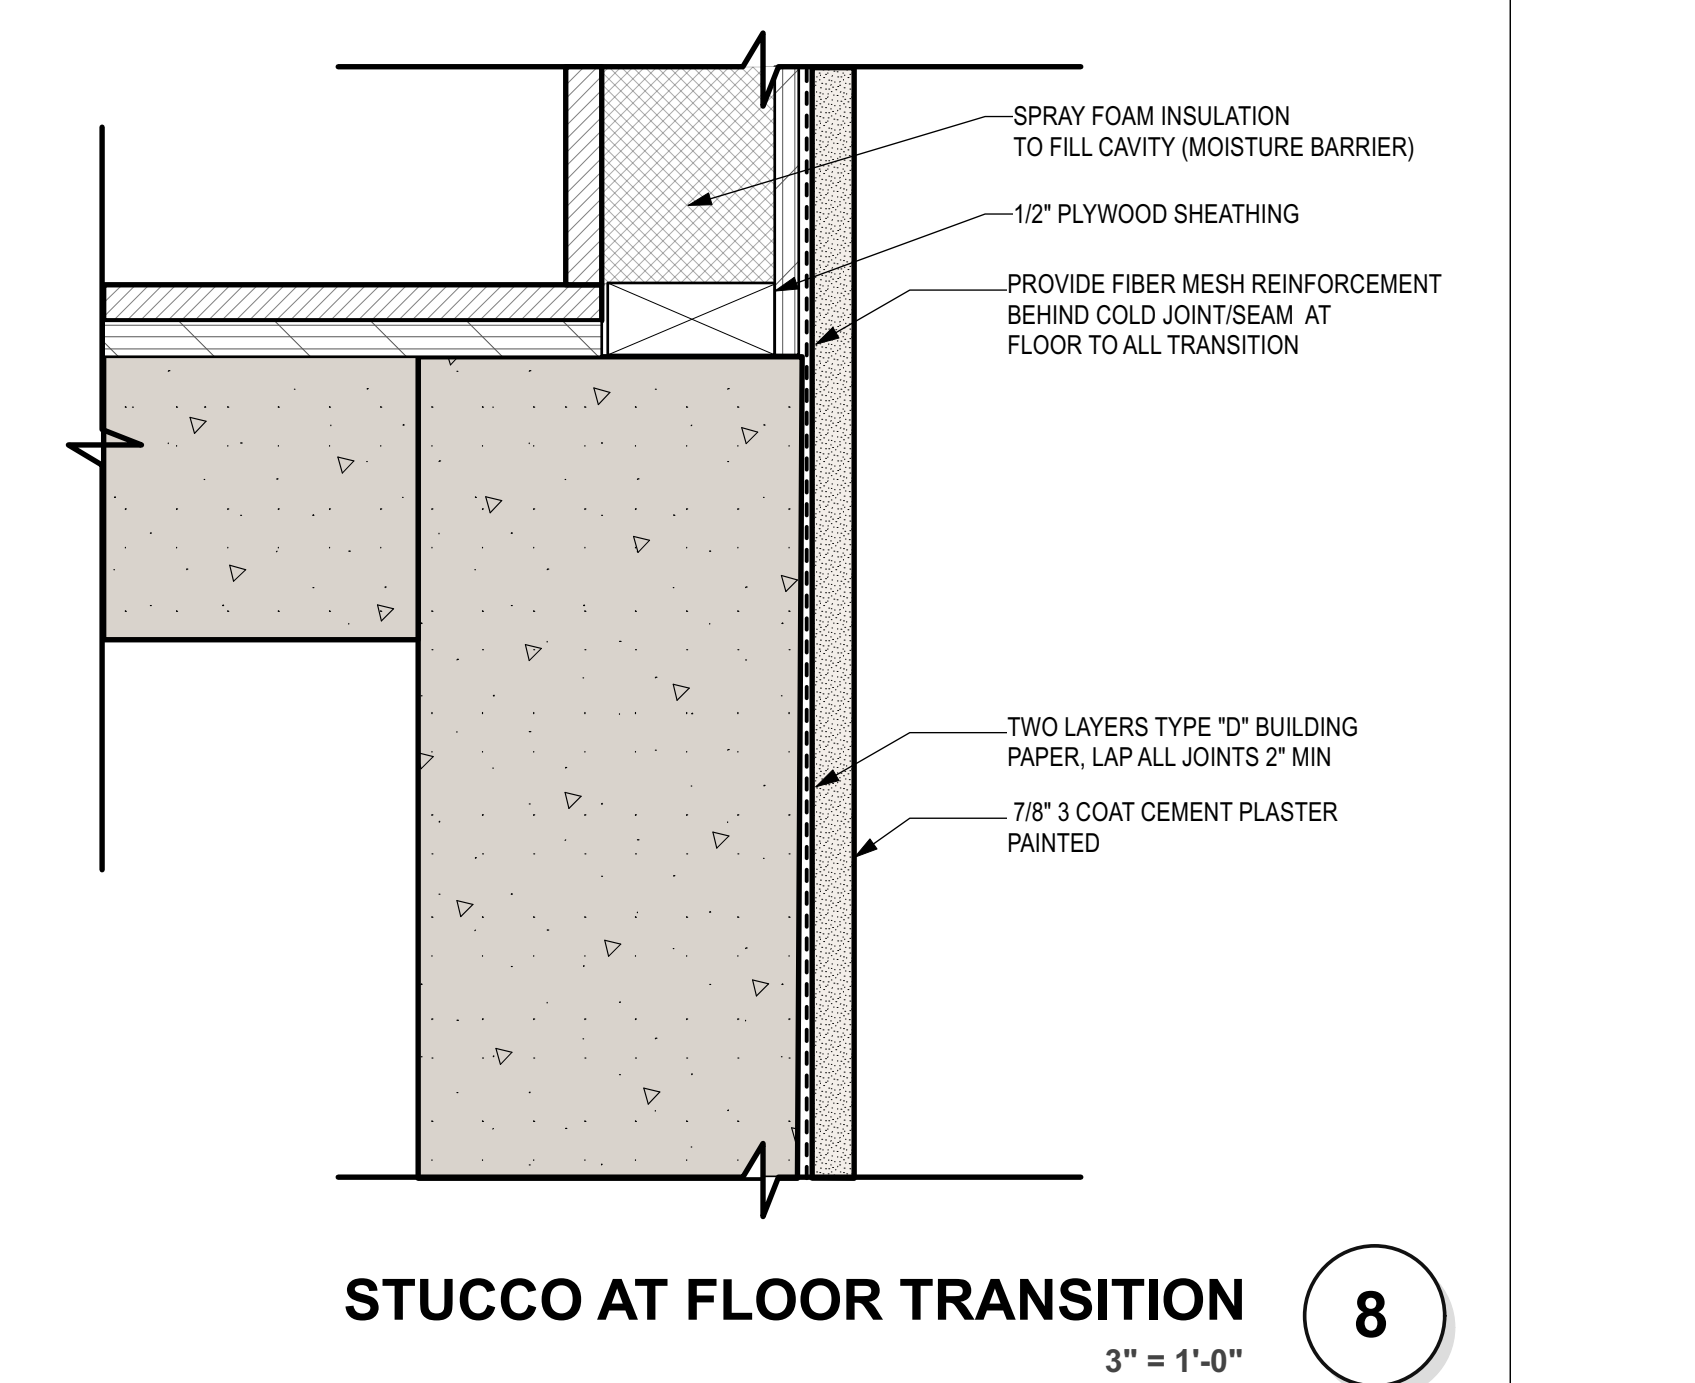 SPRAY FOAM INSULATION
TO FILL CAVITY (MOISTURE BARRIER)
1/2" PLYWOOD SHEATHING
PROVIDE FIBER MESH REINFORCEMENT
BEHIND COLD JOINT/SEAM AT
FLOOR TO ALL TRANSITION
TWO LAYERS TYPE "D" BUILDING
PAPER, LAP ALL JOINTS 2" MIN
7/8" 3 COAT CEMENT PLASTER
PAINTED
STUCCO AT FLOOR TRANSITION
8
3" = 1'-0"